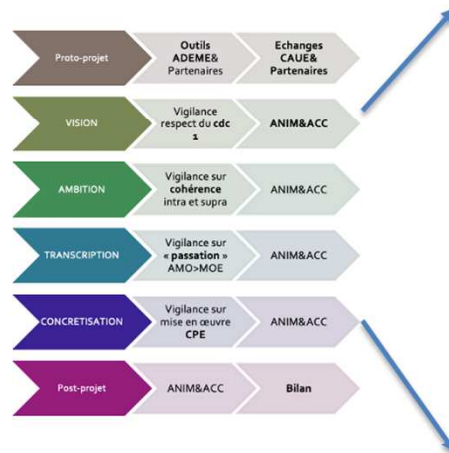 Proto-projet
Outils
ADEME&
Partenaires
Echanges
CAUE&
Partenaires
VISION
Vigilance
respect du cdc
1
ANIM&ACC
AMBITION
Vigilance sur
cohérence
intra et supra
ANIM&ACC
TRANSCRIPTION
Vigilance sur
« passation »
AMO>MOE
ANIM&ACC
CONCRETISATION
Vigilance sur
mise en œuvre
CPE
ANIM&ACC
Post-projet
ANIM&ACC
Bilan